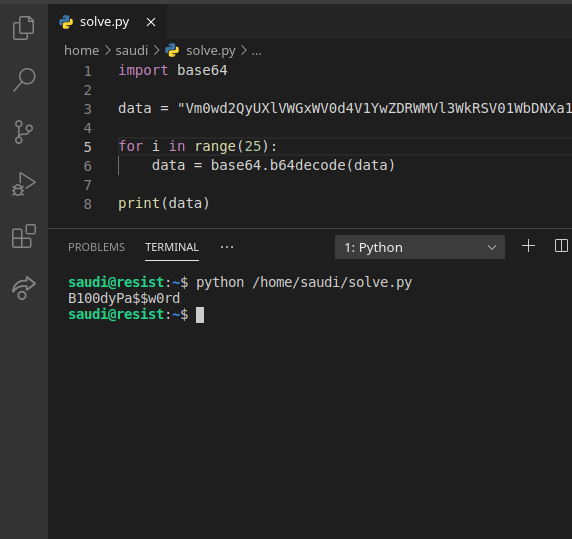 solve.py
home > saudi > solve.py > ...
1 import base64
2
3 data = "Vm0wd2QyUXlVWGxWV0d4V1YwZDRWMVl3WkRSV01WbDNXa1
4
5 for i in range(25):
6 data = base64.b64decode(data)
7
8 print(data)
PROBLEMS TERMINAL ... 1: Python
saudi@resist:~$ python /home/saudi/solve.py
B100dyPa$$w0rd
saudi@resist:~$